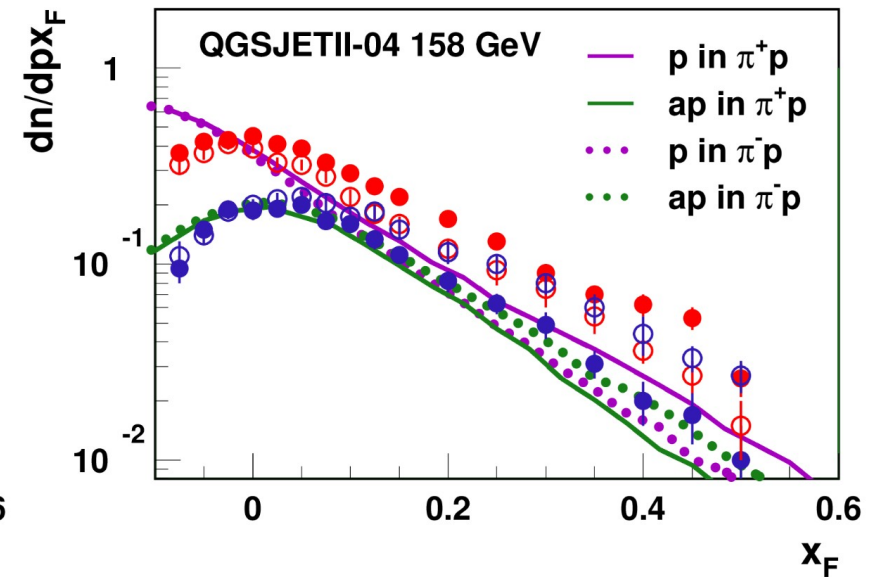 dn/dpx_F
QGSJETII-04 158 GeV
p in π⁺p
ap in π⁺p
p in π⁻p
ap in π⁻p
1
10⁻¹
10⁻²
6
0
0.2
0.4
0.6
x_F